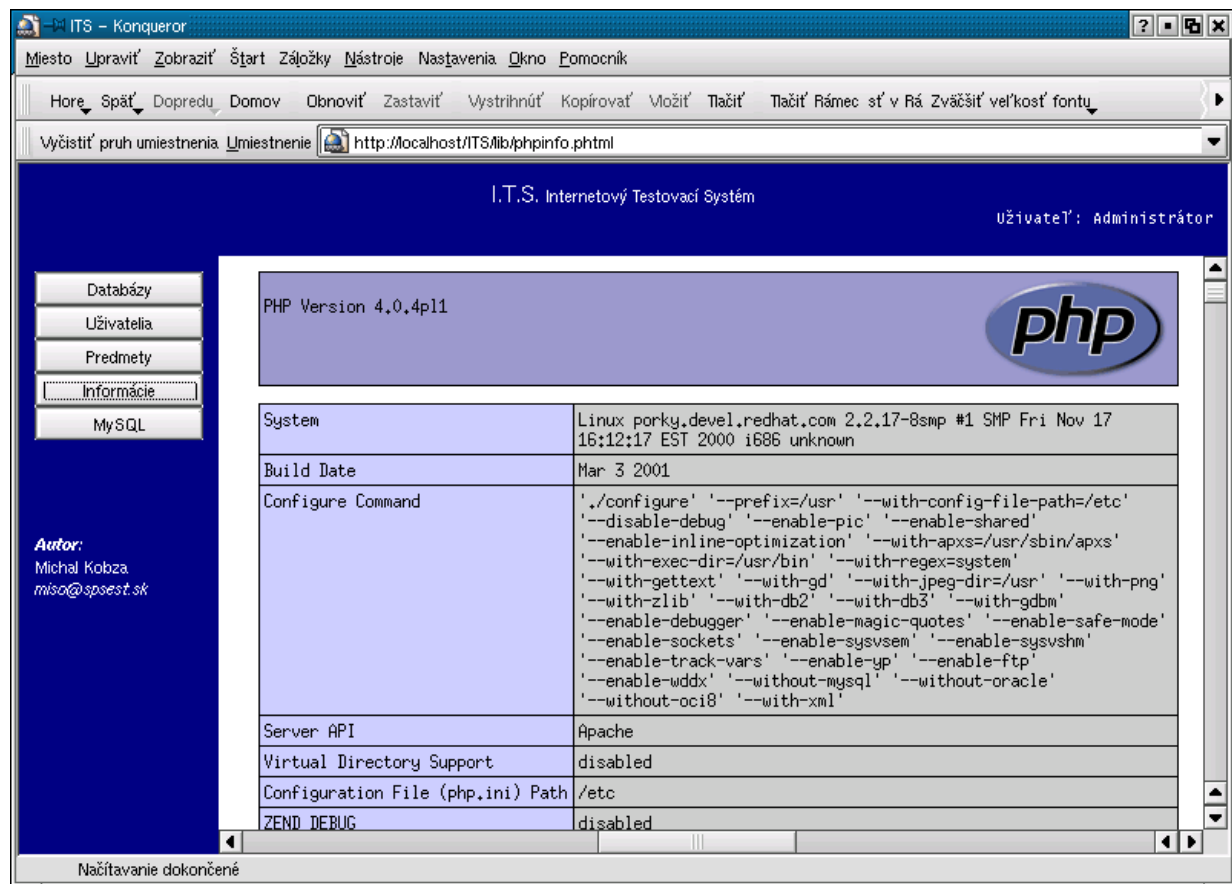 ITS – Konqueror
Miesto Upraviť Zobraziť Štart Záložky Nástroje Nastavenia Okno Pomocník
Hore Späť Dopredu Domov Obnoviť Zastaviť Vystrihnúť Kopírovať Vložiť Tlačiť Tlačiť Rámec sť v Rá Zväčšiť veľkosť fontu
Vyčistiť pruh umiestnenia Umiestnenie http://localhost/ITS/lib/phpinfo.phtml
I.T.S. Internetový Testovací Systém
Užívateľ: Administrátor
Databázy
Uživatelia
Predmety
Informácie
MySQL
Autor:
Michal Kobza
miso@spsest.sk
PHP Version 4.0.4pl1
php
System
Linux porky.devel.redhat.com 2.2.17-8smp #1 SMP Fri Nov 17
16:12:17 EST 2000 i686 unknown
Build Date
Mar 3 2001
Configure Command
'./configure' '--prefix=/usr' '--with-config-file-path=/etc'
'--disable-debug' '--enable-pic' '--enable-shared'
'--enable-inline-optimization' '--with-apxs=/usr/sbin/apxs'
'--with-exec-dir=/usr/bin' '--with-regex=system'
'--with-gettext' '--with-gd' '--with-jpeg-dir=/usr' '--with-png'
'--with-zlib' '--with-db2' '--with-db3' '--with-gdbm'
'--enable-debugger' '--enable-magic-quotes' '--enable-safe-mode'
'--enable-sockets' '--enable-sysvsem' '--enable-sysvshm'
'--enable-track-vars' '--enable-yp' '--enable-ftp'
'--enable-wddx' '--without-mysql' '--without-oracle'
'--without-oci8' '--with-xml'
Server API
Apache
Virtual Directory Support
disabled
Configuration File (php.ini) Path
/etc
ZEND DEBUG
disabled
Načítavanie dokončené